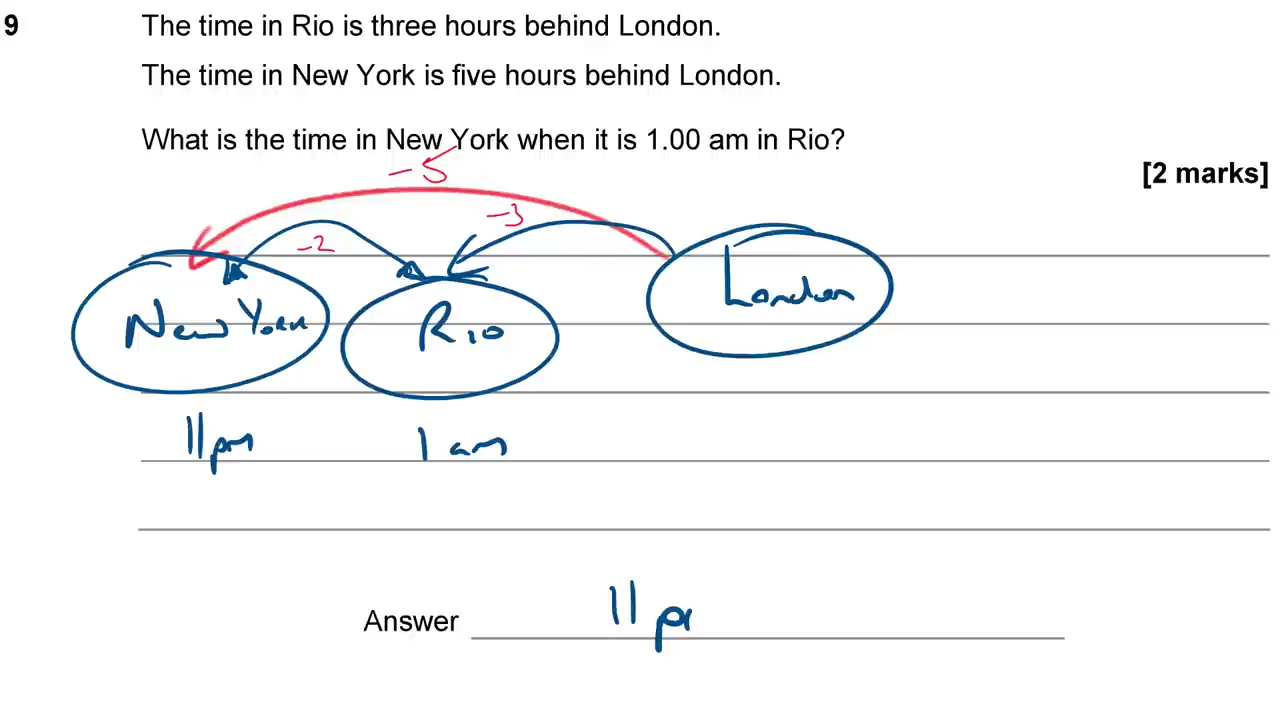 9 The time in Rio is three hours behind London.
The time in New York is five hours behind London.
What is the time in New York when it is 1.00 am in Rio?
[2 marks]
-5
-3
-2
New York Rio London
11pm 1 am
Answer 11 pm